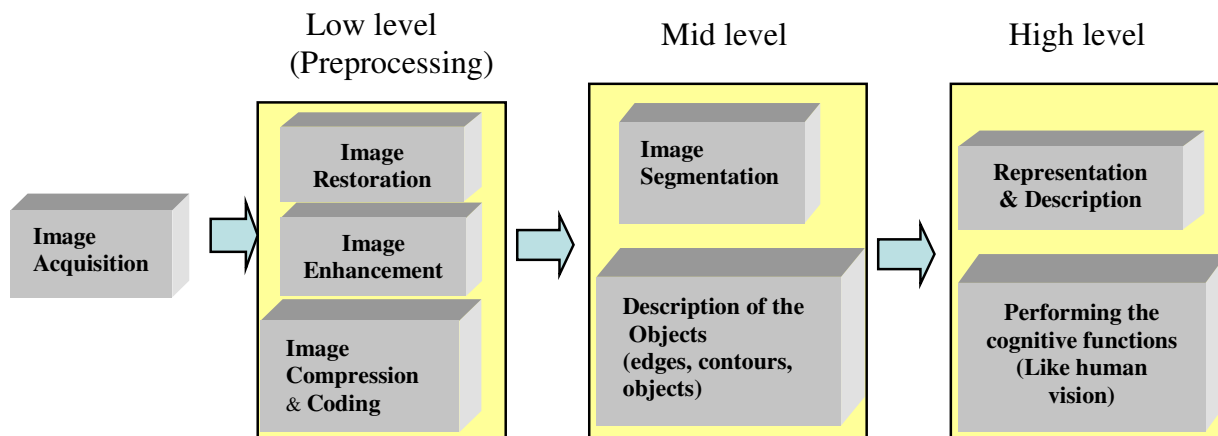 Low level
(Preprocessing)
Mid level
High level
Image
Acquisition
Image
Restoration
Image
Enhancement
Image
Compression
& Coding
Image
Segmentation
Description of the
Objects
(edges, contours,
objects)
Representation
& Description
Performing the
cognitive functions
(Like human
vision)